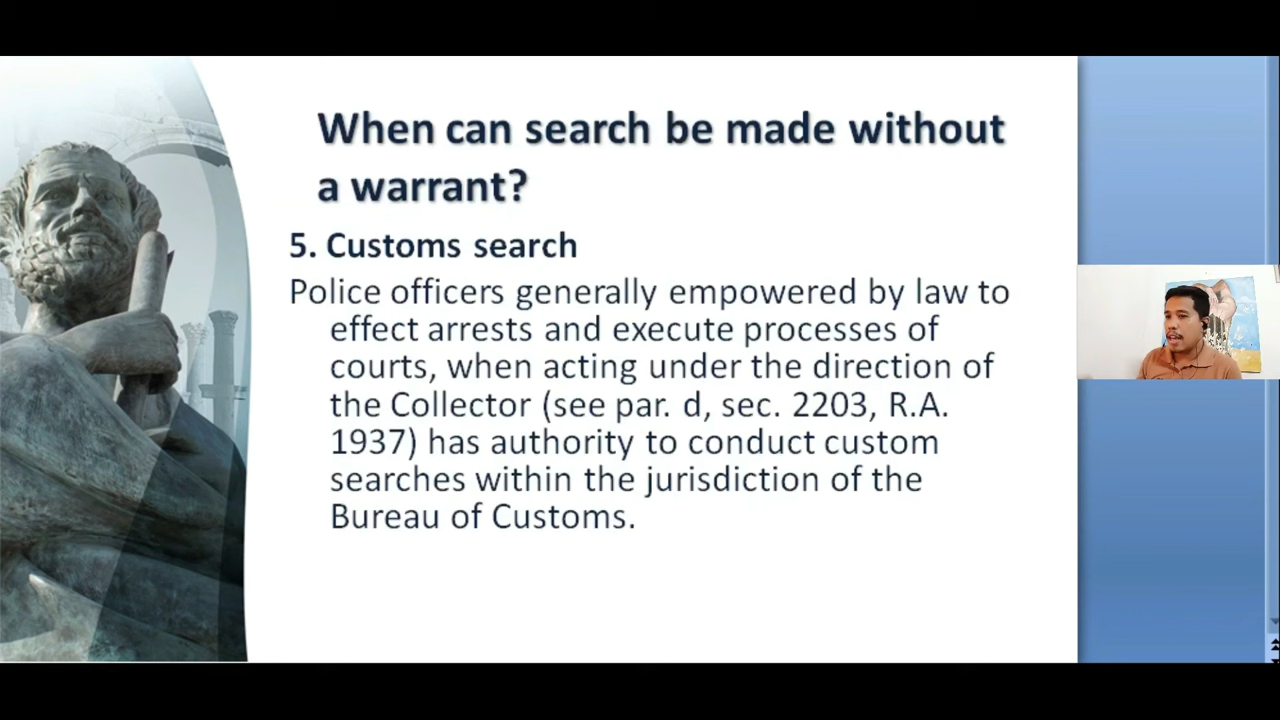 When can search be made without
a warrant?
5. Customs search
Police officers generally empowered by law to
effect arrests and execute processes of
courts, when acting under the direction of
the Collector (see par. d, sec. 2203, R.A.
1937) has authority to conduct custom
searches within the jurisdiction of the
Bureau of Customs.